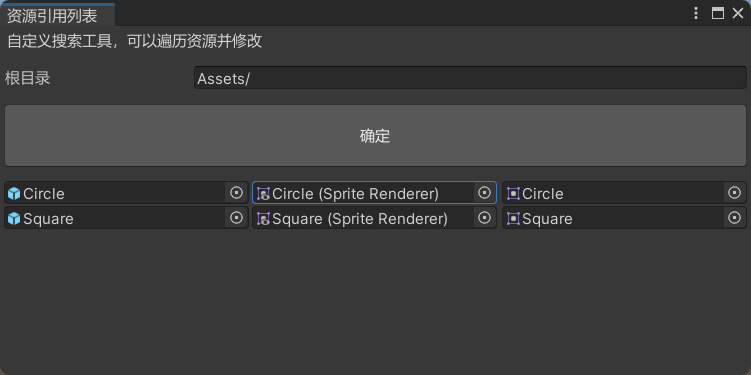 资源引用列表
自定义搜索工具，可以遍历资源并修改
根目录 Assets/
确定
Circle Circle (Sprite Renderer) Circle
Square Square (Sprite Renderer) Square